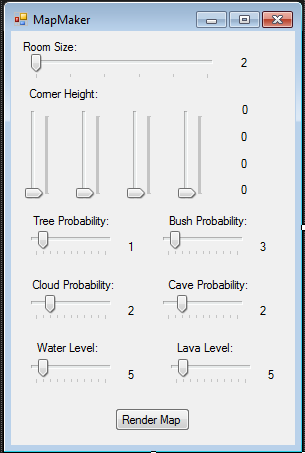 MapMaker
Room Size:
2
Corner Height:
0
0
0
0
Tree Probability:
1
Bush Probability:
3
Cloud Probability:
2
Cave Probability:
2
Water Level:
5
Lava Level:
5
Render Map